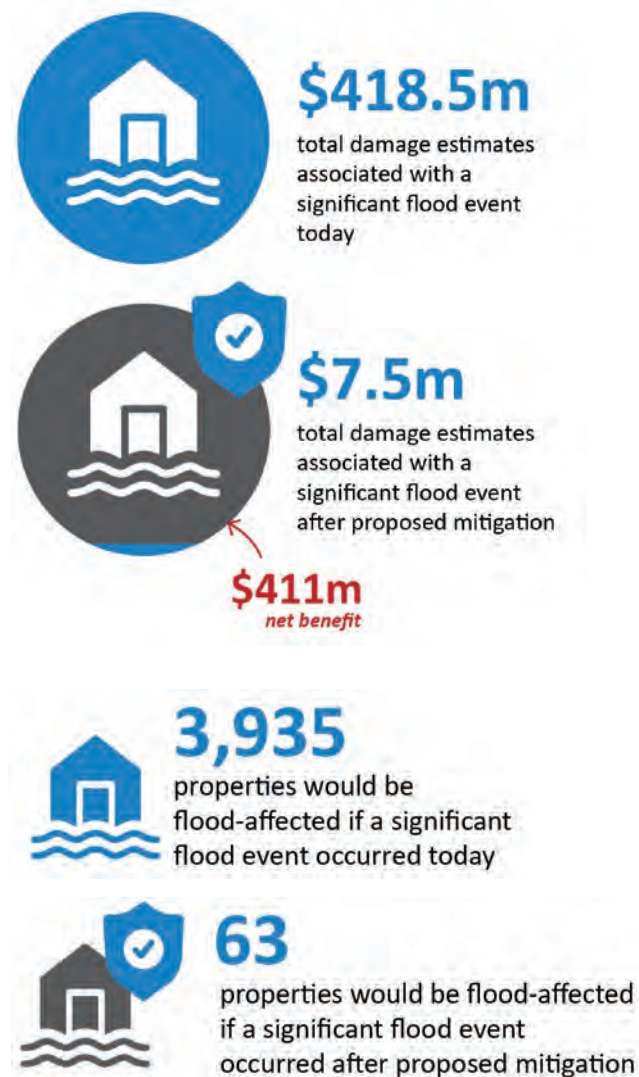 $418.5m
total damage estimates
associated with a
significant flood event
today
$7.5m
total damage estimates
associated with a
significant flood event
after proposed mitigation
$411m
net benefit
3,935
properties would be
flood-affected if a significant
flood event occurred today
63
properties would be flood-affected
if a significant flood event
occurred after proposed mitigation